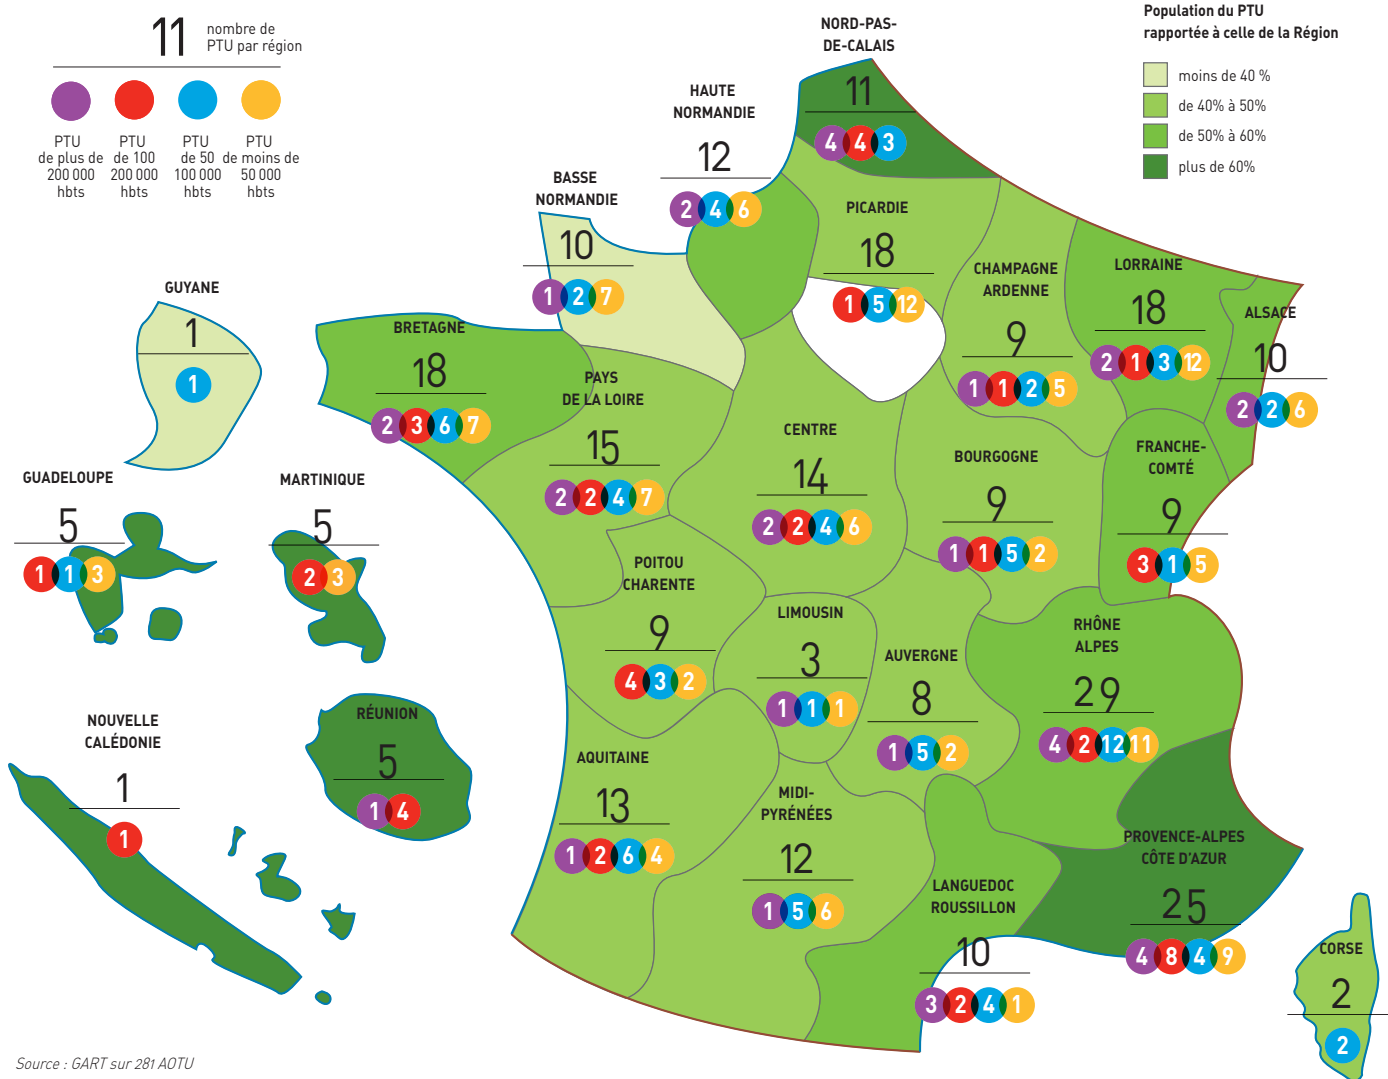 11
nombre de
PTU par région
PTU
de plus de
200 000
hbts
PTU
de 100
200 000
hbts
PTU
de 50
100 000
hbts
PTU
de moins de
50 000
hbts
Population du PTU
rapportée à celle de la Région
moins de 40 %
de 40% à 50%
de 50% à 60%
plus de 60%
NORD-PAS-
DE-CALAIS
11
4 4 3
HAUTE
NORMANDIE
12
2 4 6
BASSE
NORMANDIE
10
1 2 7
PICARDIE
18
1 5 12
CHAMPAGNE
ARDENNE
9
1 1 2 5
LORRAINE
18
2 1 3 12
ALSACE
10
2 2 6
GUYANE
1
1
BRETAGNE
18
2 3 6 7
PAYS
DE LA LOIRE
15
2 2 4 7
CENTRE
14
2 2 4 6
BOURGOGNE
9
1 1 5 2
FRANCHE-
COMTÉ
9
3 1 5
GUADELOUPE
5
1 1 3
MARTINIQUE
5
2 3
POITOU
CHARENTE
9
4 3 2
LIMOUSIN
3
1 1 1
AUVERGNE
8
1 5 2
RHÔNE
ALPES
29
4 2 12 11
NOUVELLE
CALÉDONIE
1
1
RÉUNION
5
1 4
AQUITAINE
13
1 2 6 4
MIDI-
PYRÉNÉES
12
1 5 6
LANGUEDOC
ROUSSILLON
10
3 2 4 1
PROVENCE-ALPES
CÔTE D'AZUR
25
4 8 4 9
CORSE
2
2
Source : GART sur 281 AOTU